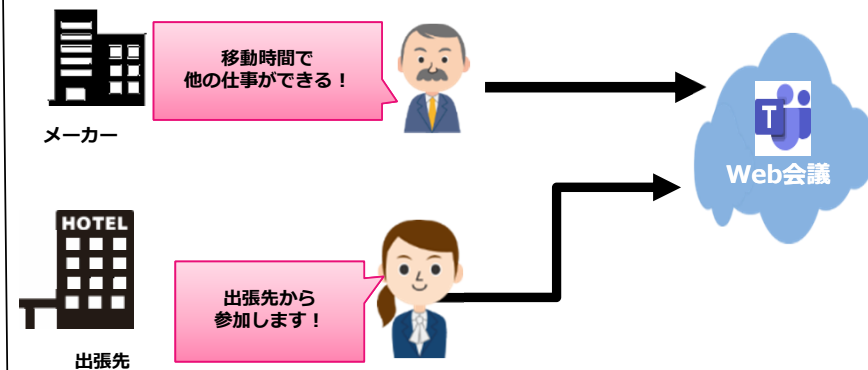 移動時間で
他の仕事ができる！
メーカー
T
Web会議
HOTEL
出張先から
参加します！
出張先